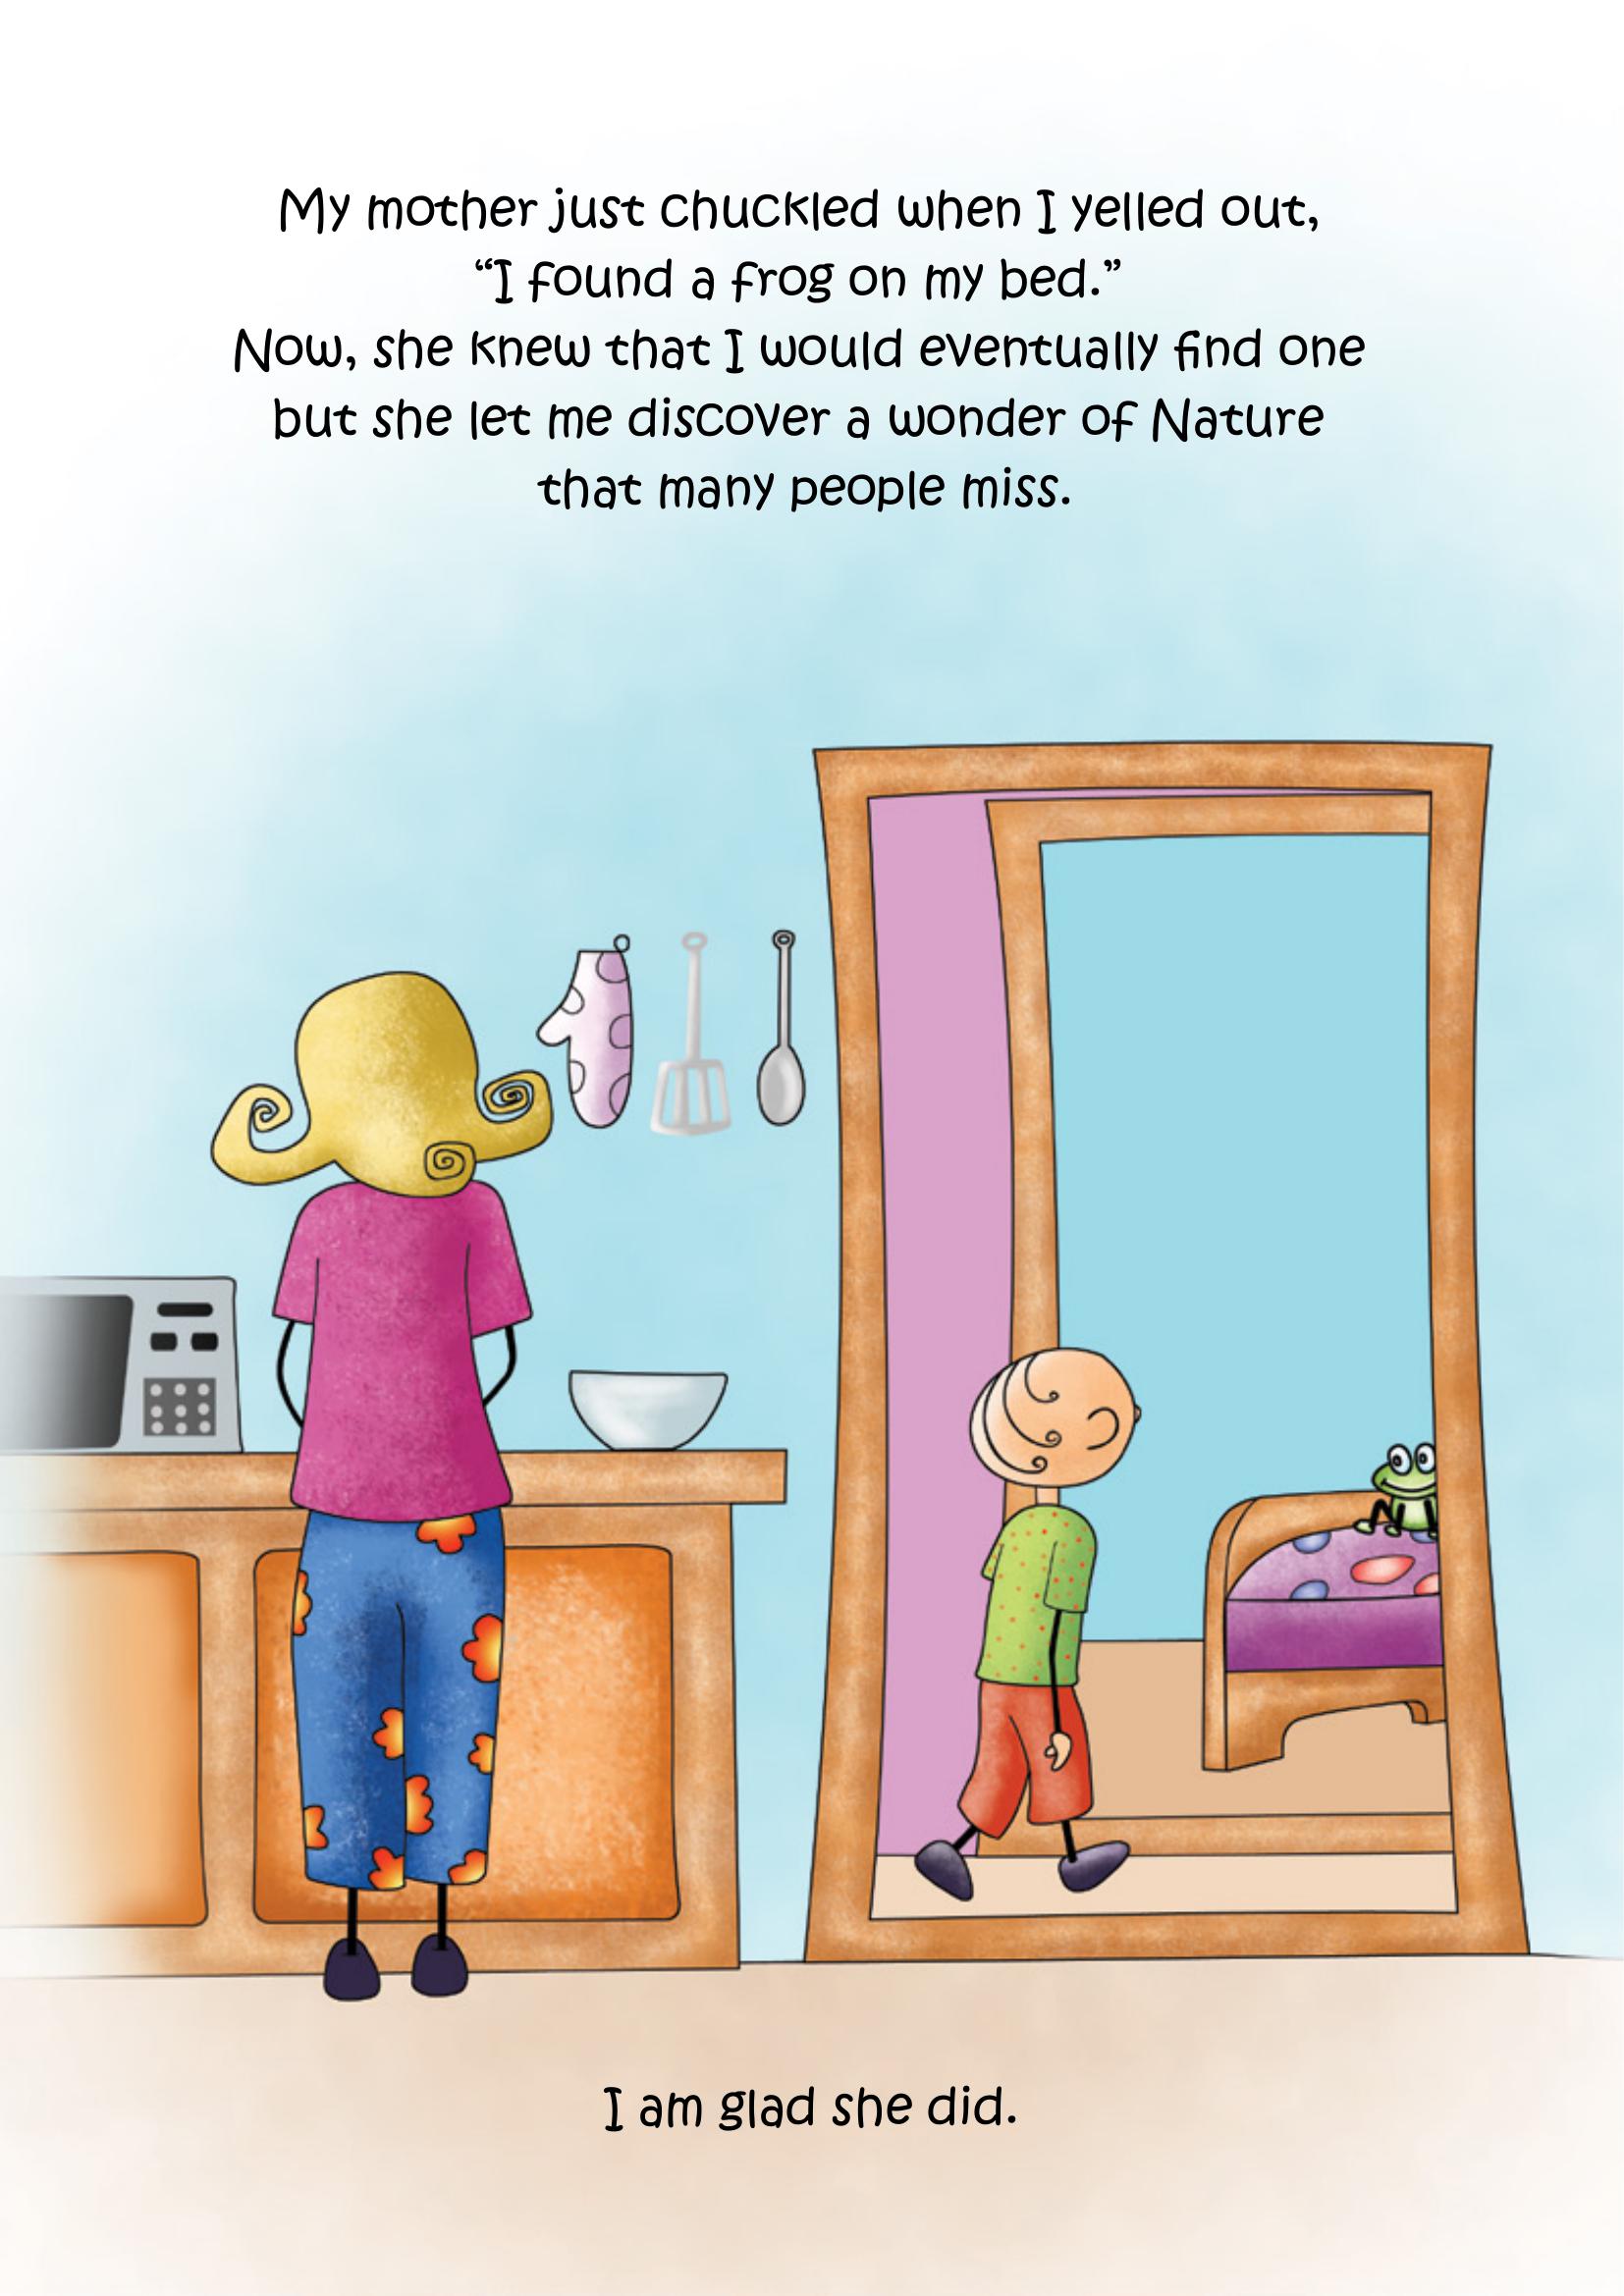 My mother just chuckled when I yelled out,
“I found a frog on my bed.”
Now, she knew that I would eventually find one
but she let me discover a wonder of Nature
that many people miss.
I am glad she did.